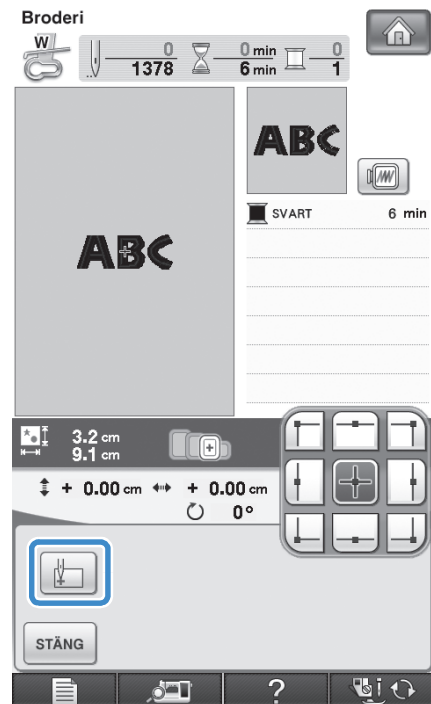 Broderi
W
0 0 min 0
1378 6 min 1
ABC
ABC
SVART 6 min
3.2 cm
9.1 cm
+ 0.00 cm + 0.00 cm
0°
STÄNG
?